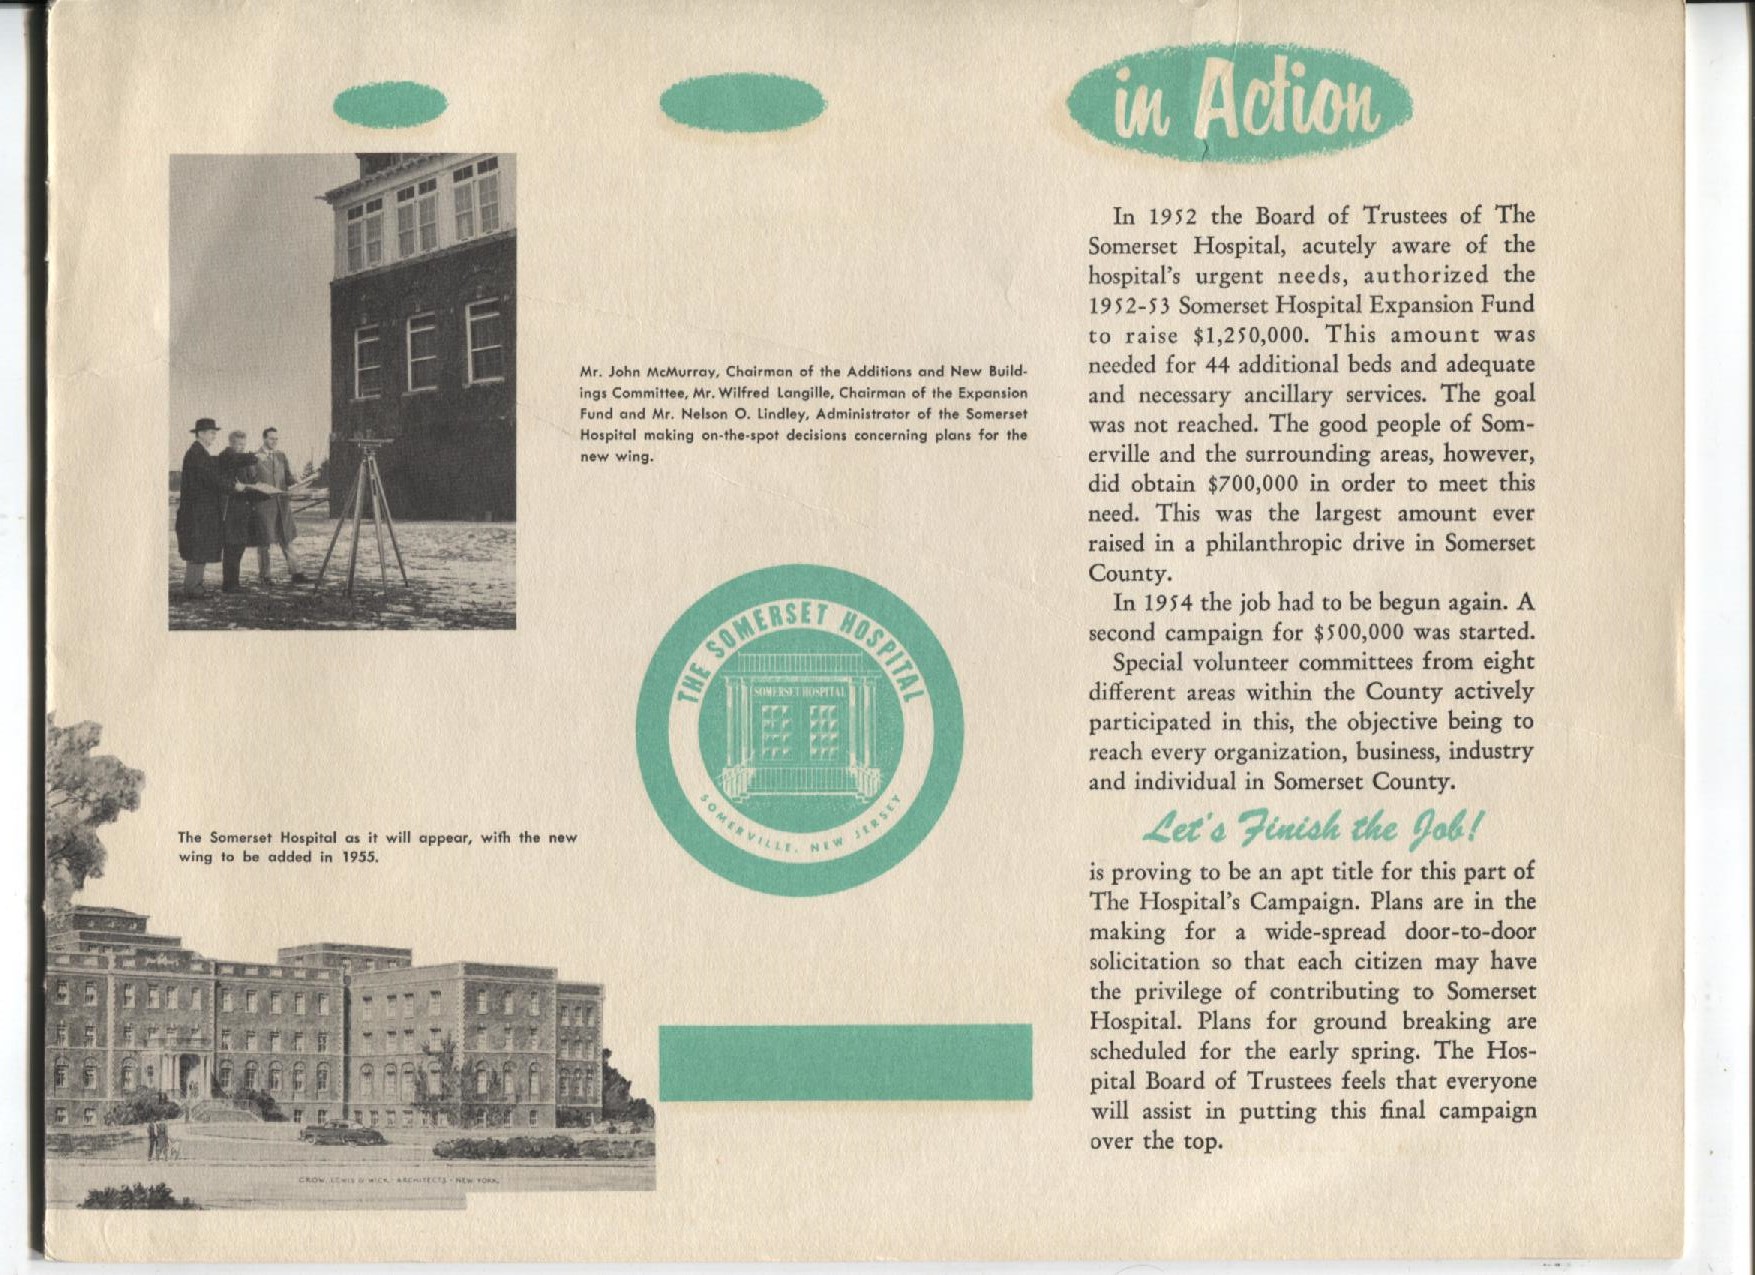 in Action
Mr. John McMurray, Chairman of the Additions and New Build-
ings Committee, Mr. Wilfred Langille, Chairman of the Expansion
Fund and Mr. Nelson O. Lindley, Administrator of the Somerset
Hospital making on-the-spot decisions concerning plans for the
new wing.
THE SOMERSET HOSPITAL
SOMERSET HOSPITAL
SOMERVILLE, NEW JERSEY
The Somerset Hospital as it will appear, with the new
wing to be added in 1955.
CROW, LEWIS & WICK · ARCHITECTS · NEW YORK
In 1952 the Board of Trustees of The
Somerset Hospital, acutely aware of the
hospital's urgent needs, authorized the
1952-53 Somerset Hospital Expansion Fund
to raise $1,250,000. This amount was
needed for 44 additional beds and adequate
and necessary ancillary services. The goal
was not reached. The good people of Som-
erville and the surrounding areas, however,
did obtain $700,000 in order to meet this
need. This was the largest amount ever
raised in a philanthropic drive in Somerset
County.
In 1954 the job had to be begun again. A
second campaign for $500,000 was started.
Special volunteer committees from eight
different areas within the County actively
participated in this, the objective being to
reach every organization, business, industry
and individual in Somerset County.
Let's Finish the Job!
is proving to be an apt title for this part of
The Hospital's Campaign. Plans are in the
making for a wide-spread door-to-door
solicitation so that each citizen may have
the privilege of contributing to Somerset
Hospital. Plans for ground breaking are
scheduled for the early spring. The Hos-
pital Board of Trustees feels that everyone
will assist in putting this final campaign
over the top.